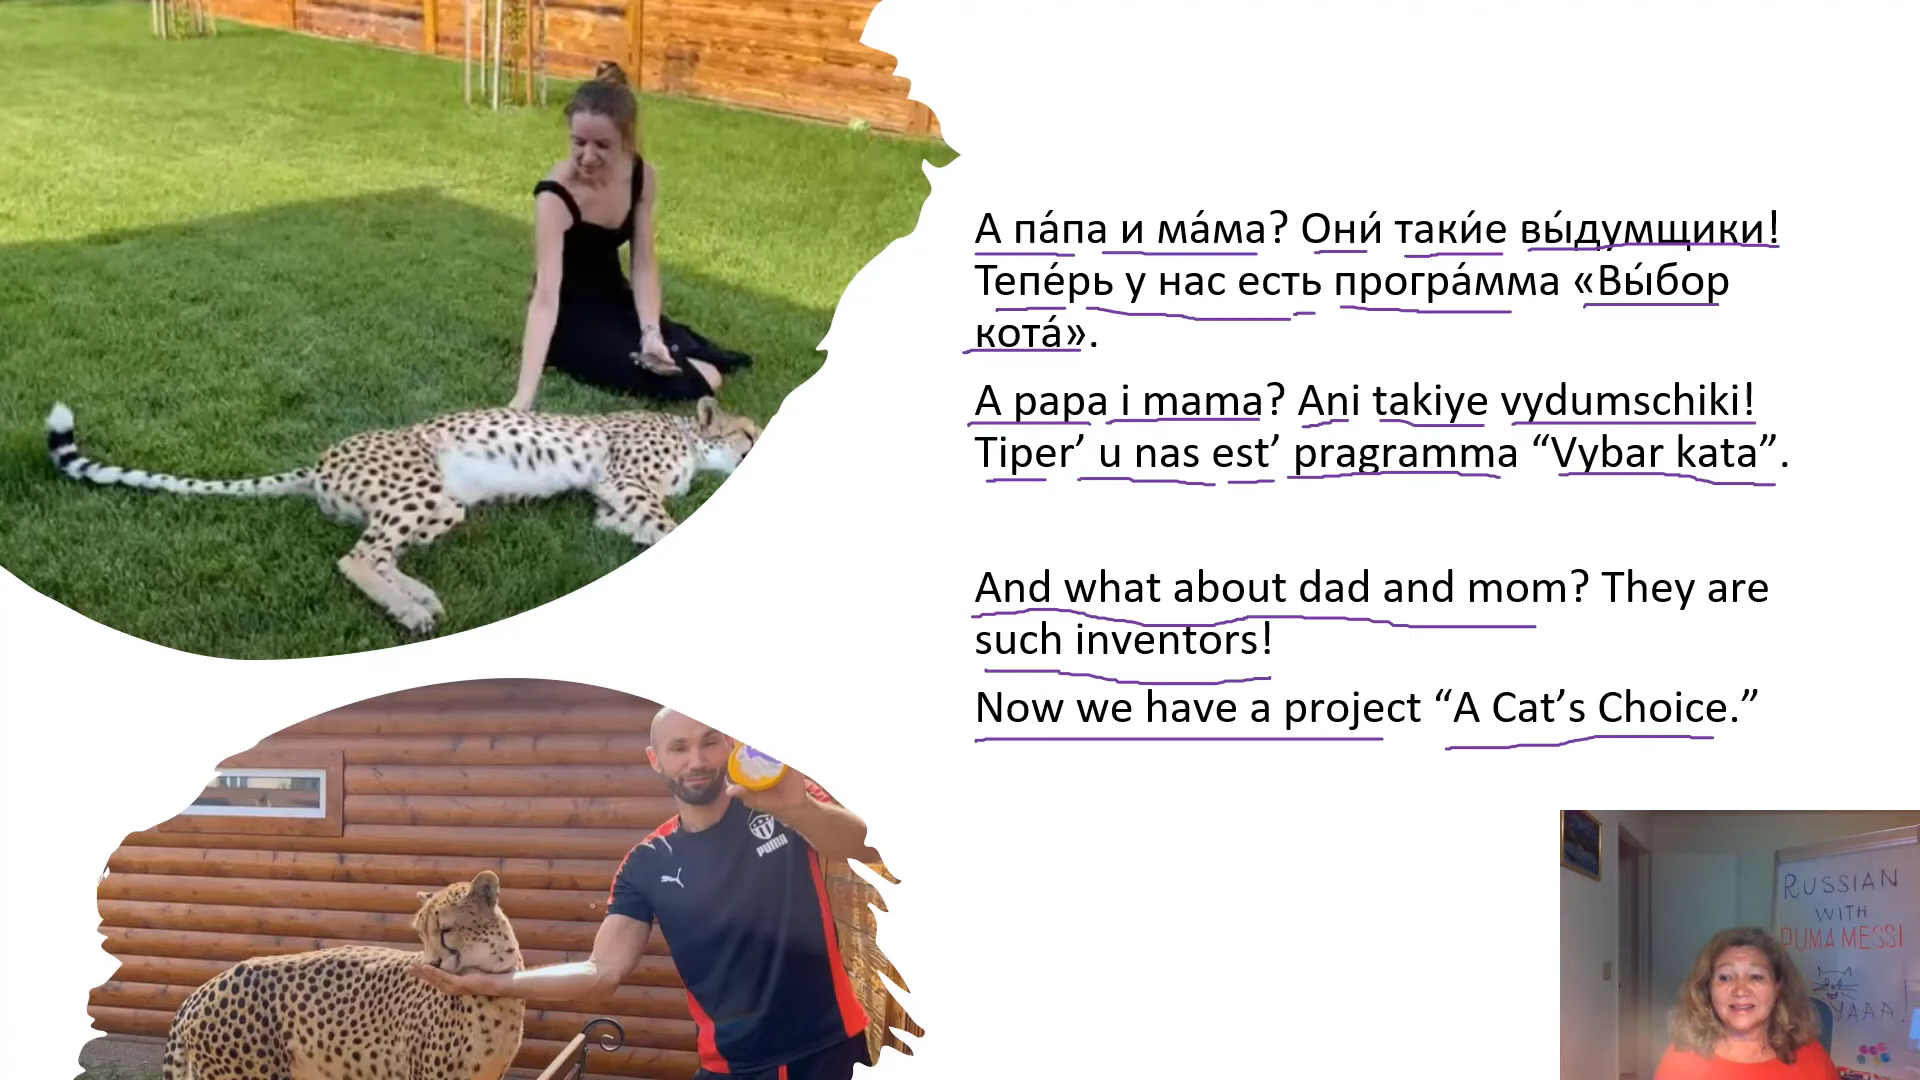 А па́па и ма́ма? Они́ таки́е вы́думщики!
Тепе́рь у нас есть програ́мма «Вы́бор
кота́».
A papa i mama? Ani takiye vydumschiki!
Tiper’ u nas est’ pragramma “Vybar kata”.
And what about dad and mom? They are
such inventors!
Now we have a project “A Cat’s Choice.”
PUMA
RUSSIAN
WITH
PUMA MESSI
YAAA!